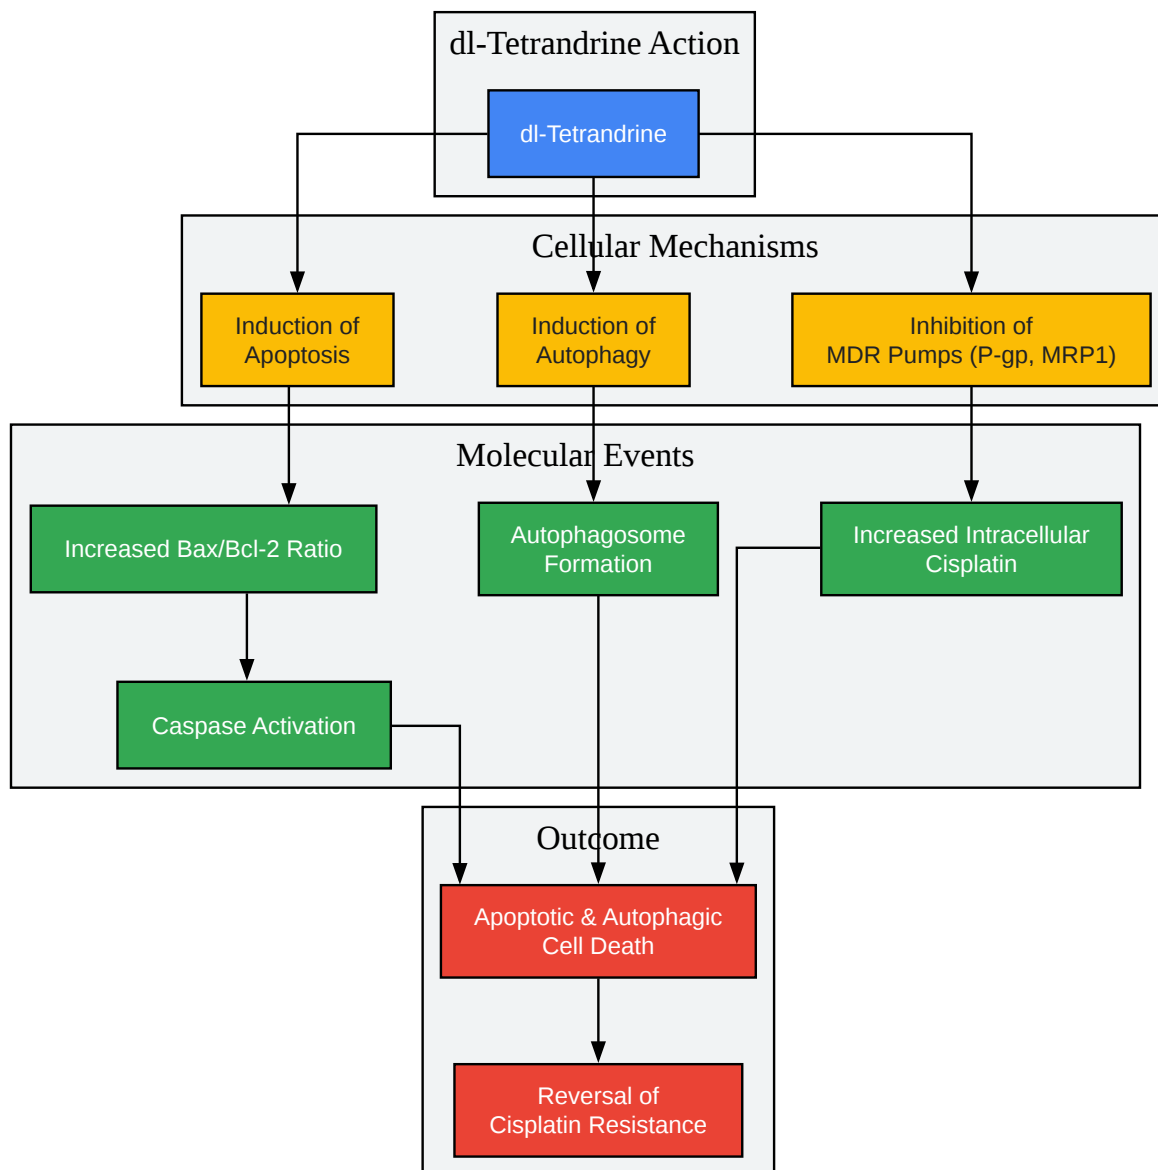 dl-Tetrandrine Action
dl-Tetrandrine
Cellular Mechanisms
Induction of
Apoptosis
Induction of
Autophagy
Inhibition of
MDR Pumps (P-gp, MRP1)
Molecular Events
Increased Bax/Bcl-2 Ratio
Autophagosome
Formation
Increased Intracellular
Cisplatin
Caspase Activation
Outcome
Apoptotic & Autophagic
Cell Death
Reversal of
Cisplatin Resistance